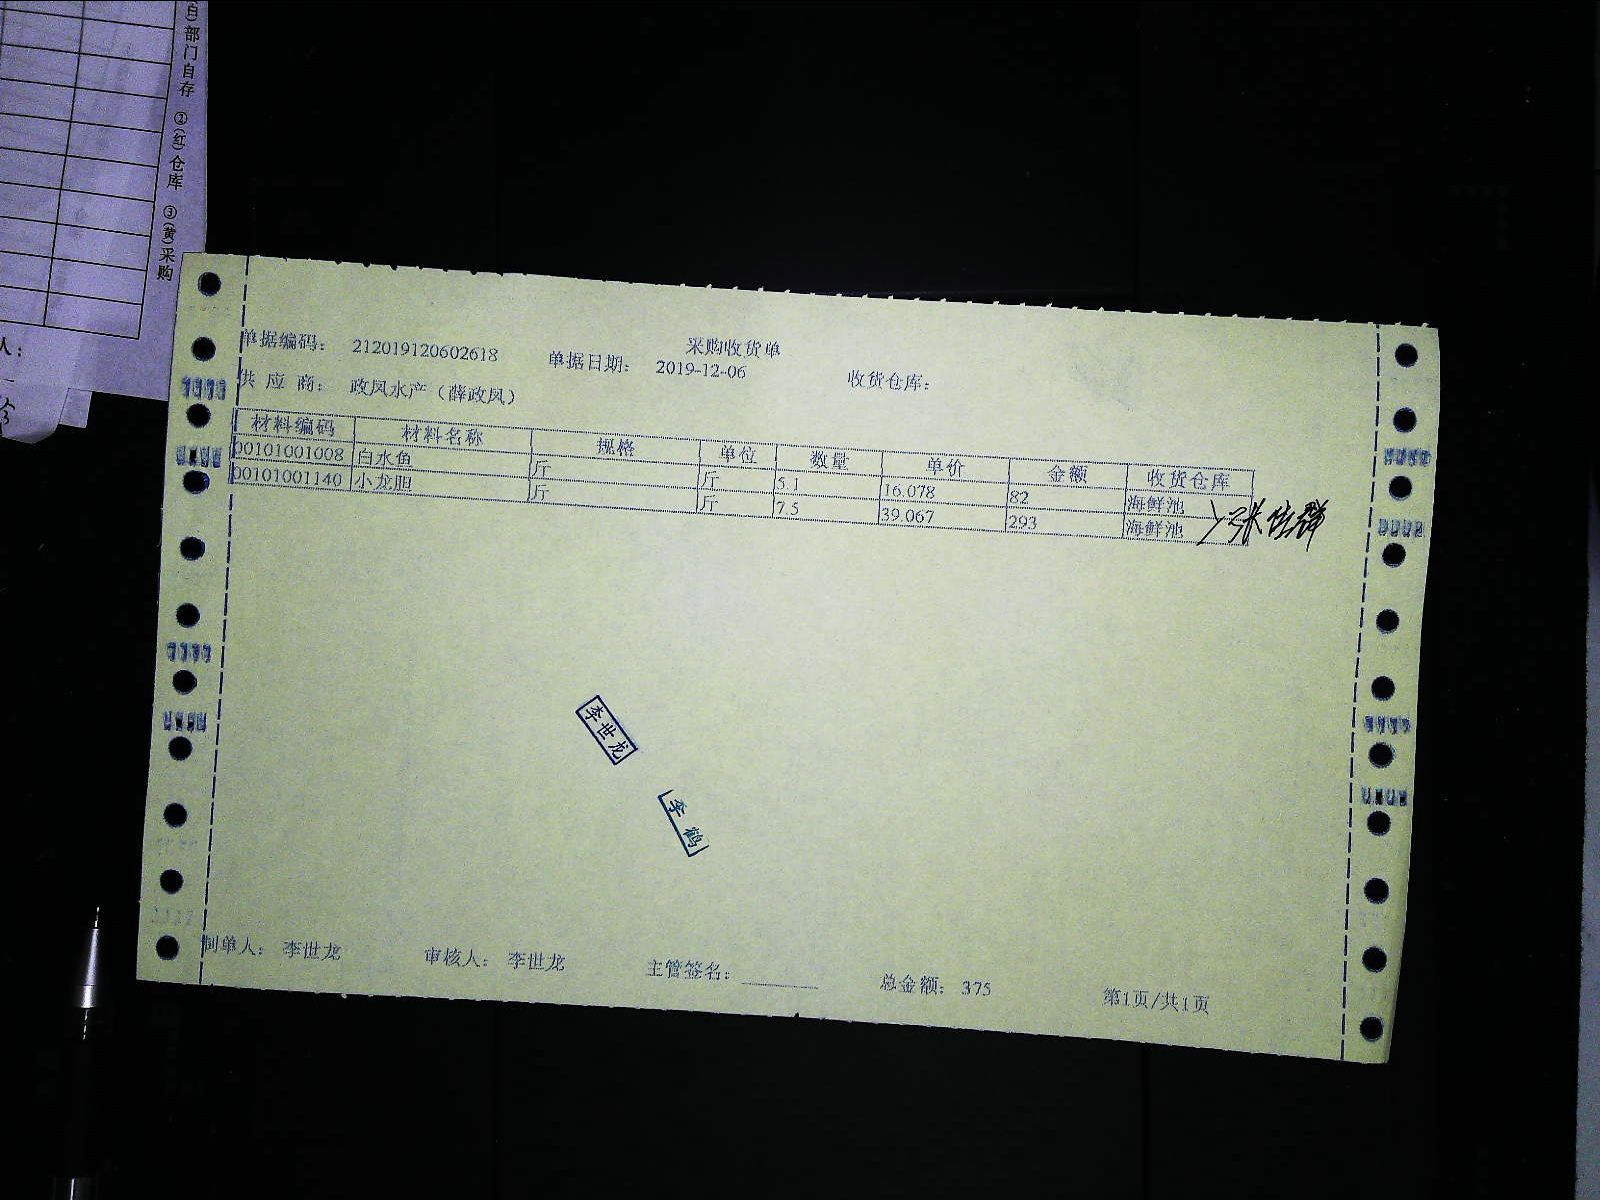 自)部门自存 ②(红)仓库 ③(黄)采购
人：
采购收货单
单据编码： 212019120602618 单据日期： 2019-12-06 收货仓库：
供 应 商： 政凤水产（薛政凤）
材料编码 材料名称 规格 单位 数量 单价 金额 收货仓库
00101001008 白水鱼 斤 斤 5.1 16.078 82 海鲜池
00101001140 小龙胆 斤 斤 7.5 39.067 293 海鲜池
李世龙
李鹤
制单人： 李世龙 审核人： 李世龙 主管签名： 总金额： 375 第1页/共1页